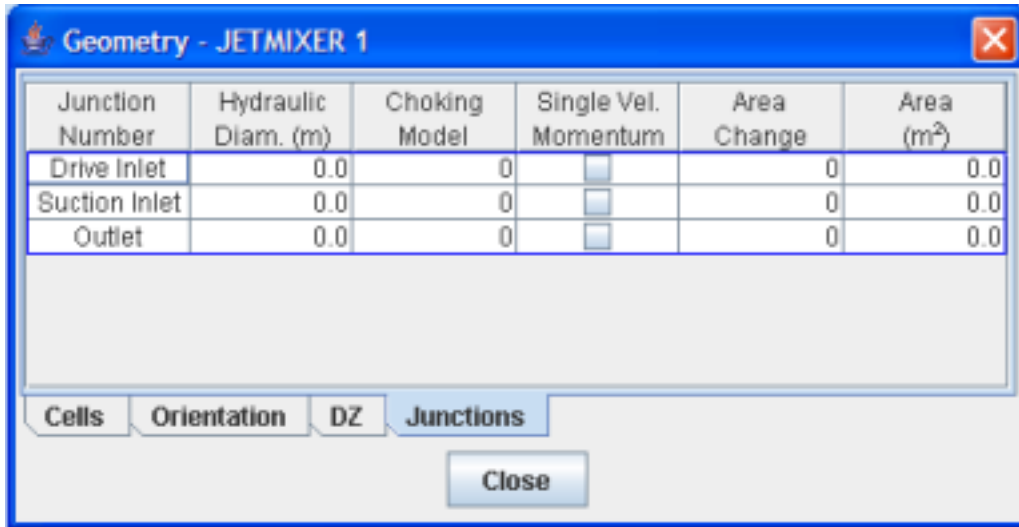 Geometry - JETMIXER 1
Junction Number Hydraulic Diam. (m) Choking Model Single Vel. Momentum Area Change Area (m²)
Drive Inlet 0.0 0 0 0.0
Suction Inlet 0.0 0 0 0.0
Outlet 0.0 0 0 0.0
Cells Orientation DZ Junctions
Close